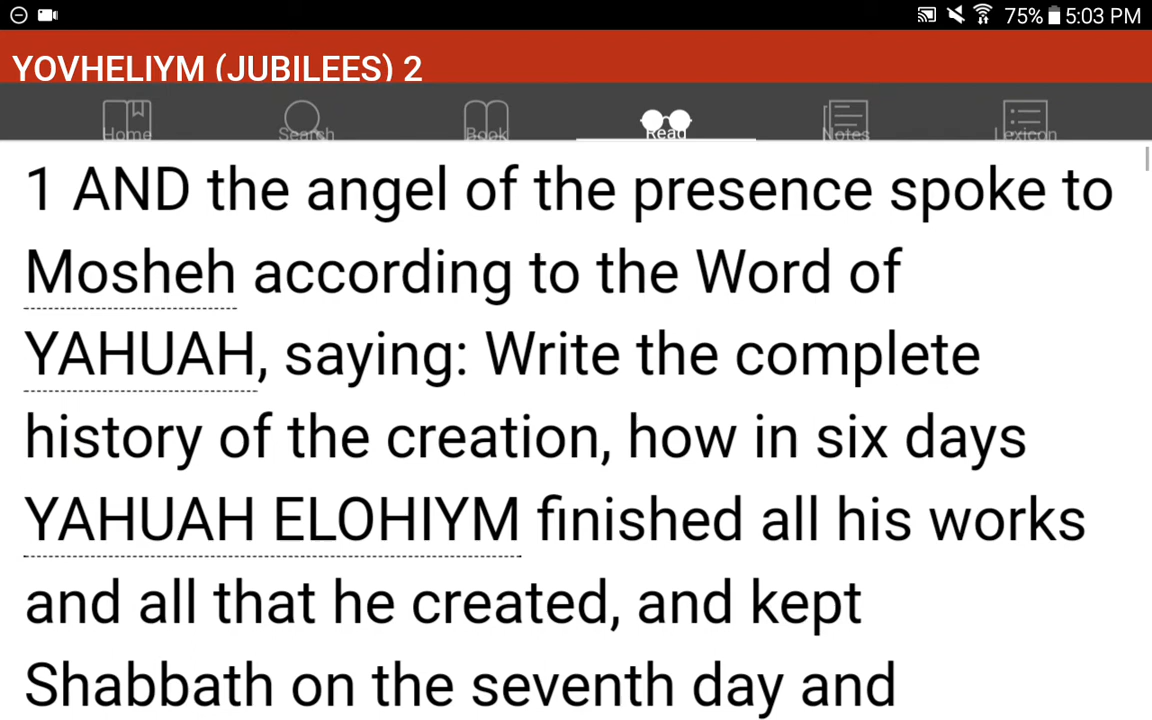 75% 5:03 PM
YOVHELIYM (JUBILEES) 2
Home Search Book Read Notes Lexicon
1 AND the angel of the presence spoke to
Mosheh according to the Word of
YAHUAH, saying: Write the complete
history of the creation, how in six days
YAHUAH ELOHIYM finished all his works
and all that he created, and kept
Shabbath on the seventh day and